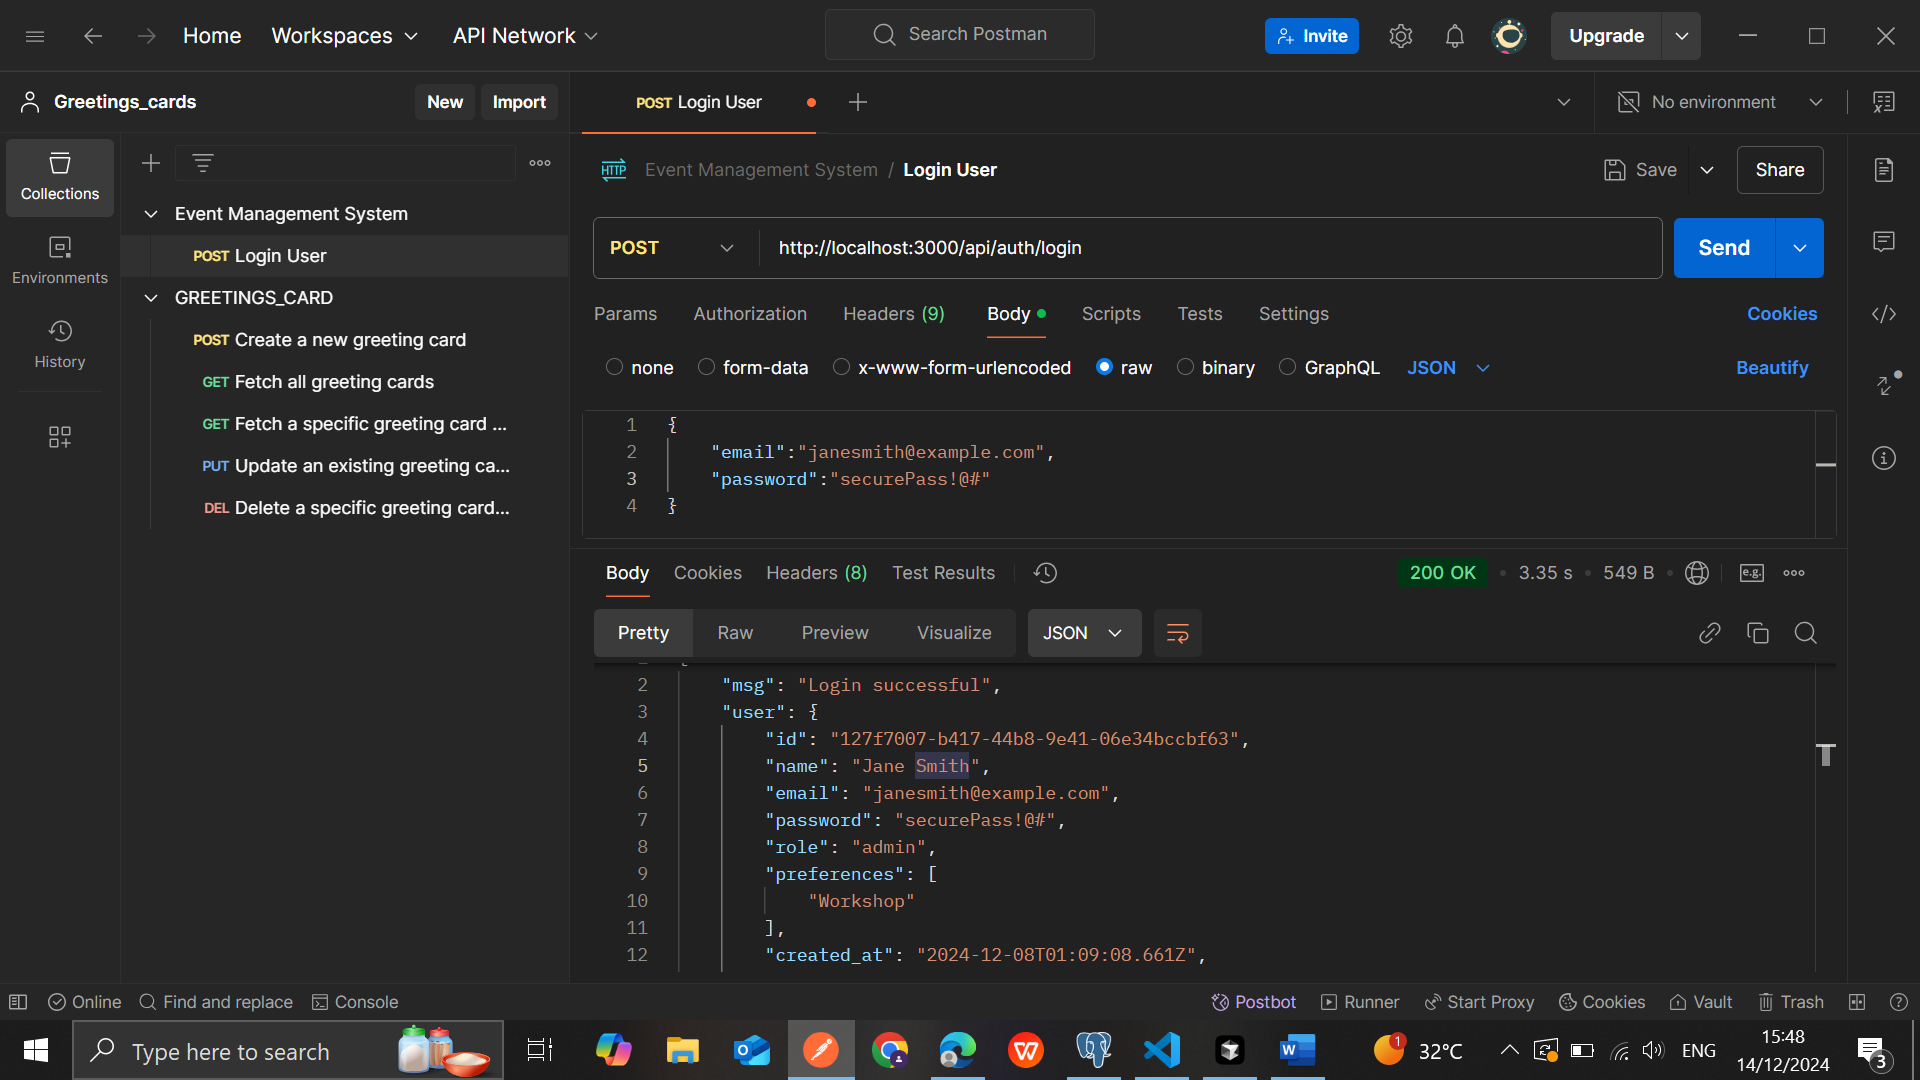 Home
Workspaces
API Network
Search Postman
Invite
Upgrade
Greetings_cards
New
Import
POST Login User
No environment
Collections
Environments
History
Event Management System
POST Login User
GREETINGS_CARD
POST Create a new greeting card
GET Fetch all greeting cards
GET Fetch a specific greeting card ...
PUT Update an existing greeting ca...
DEL Delete a specific greeting card...
HTTP Event Management System / Login User
Save
Share
POST
http://localhost:3000/api/auth/login
Send
Params Authorization Headers (9) Body Scripts Tests Settings Cookies
none form-data x-www-form-urlencoded raw binary GraphQL JSON Beautify
1 {
2 "email":"janesmith@example.com",
3 "password":"securePass!@#"
4 }
Body Cookies Headers (8) Test Results 200 OK 3.35 s 549 B e.g.
Pretty Raw Preview Visualize JSON
2 "msg": "Login successful",
3 "user": {
4 "id": "127f7007-b417-44b8-9e41-06e34bccbf63",
5 "name": "Jane Smith",
6 "email": "janesmith@example.com",
7 "password": "securePass!@#",
8 "role": "admin",
9 "preferences": [
10 "Workshop"
11 ],
12 "created_at": "2024-12-08T01:09:08.661Z",
Online Find and replace Console Postbot Runner Start Proxy Cookies Vault Trash
Type here to search
1
32°C
ENG
15:48
14/12/2024
3